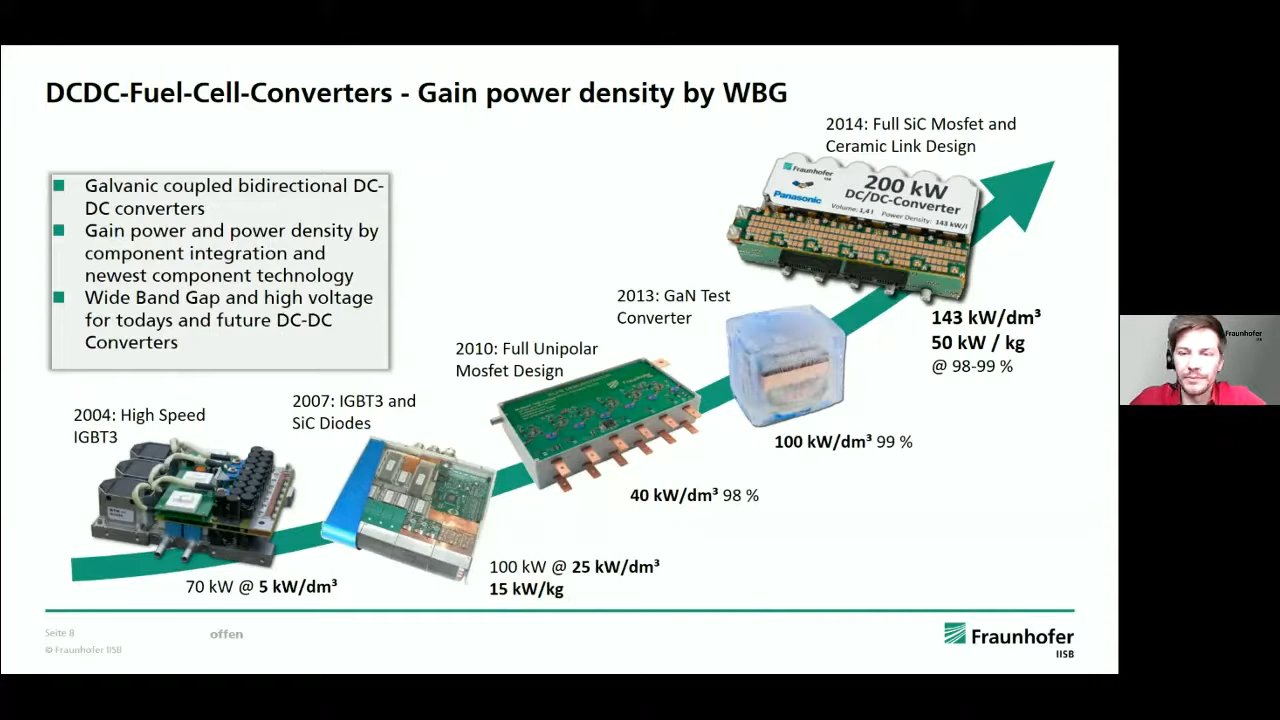 DCDC-Fuel-Cell-Converters - Gain power density by WBG
Galvanic coupled bidirectional DC-
DC converters
Gain power and power density by
component integration and
newest component technology
Wide Band Gap and high voltage
for todays and future DC-DC
Converters
2004: High Speed
IGBT3
70 kW @ 5 kW/dm³
2007: IGBT3 and
SiC Diodes
100 kW @ 25 kW/dm³
15 kW/kg
2010: Full Unipolar
Mosfet Design
Fraunhofer
40 kW/dm³ 98 %
2013: GaN Test
Converter
100 kW/dm³ 99 %
2014: Full SiC Mosfet and
Ceramic Link Design
Fraunhofer
IISB
Panasonic
200 kW
DC/DC-Converter
Volume: 1,4 l Power Density: 143 kW/l
143 kW/dm³
50 kW / kg
@ 98-99 %
Seite 8
offen
© Fraunhofer IISB
Fraunhofer
IISB
Fraunhofer
IISB